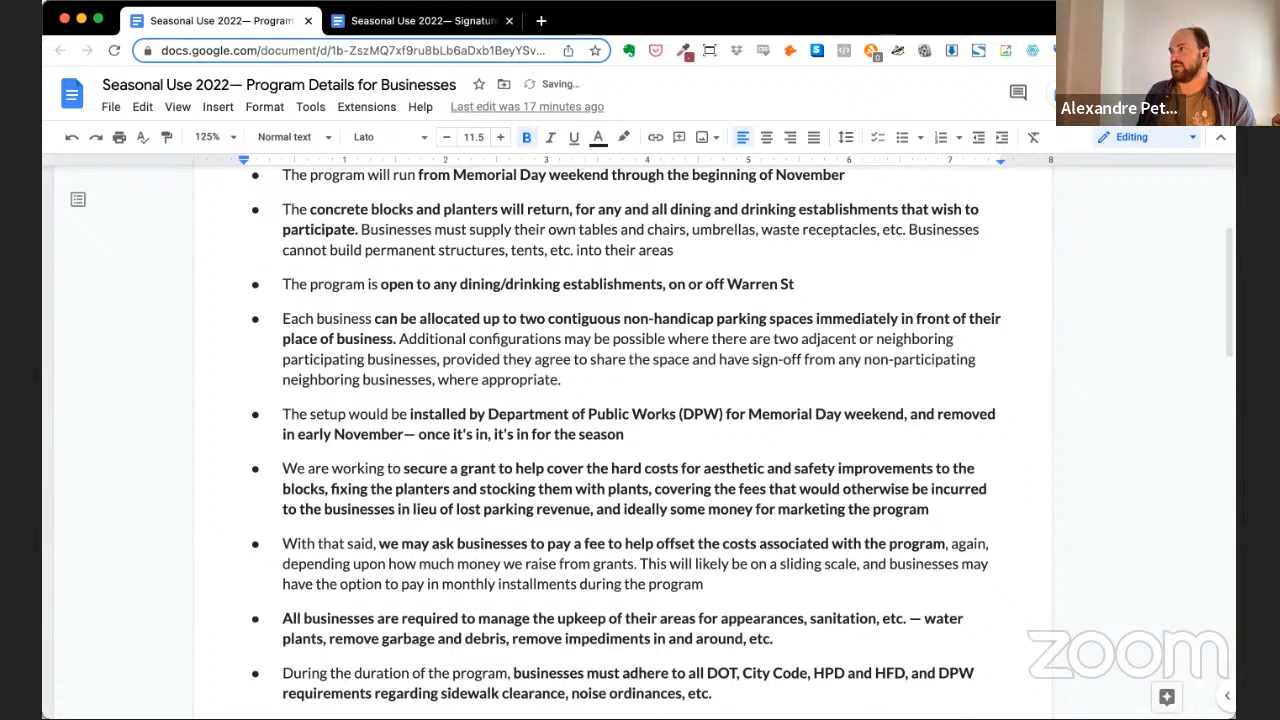 Seasonal Use 2022— Program
Seasonal Use 2022— Signature
docs.google.com/document/d/1b-ZszMQ7xf9ru8bLb6aDxb1BeyYSv...
Seasonal Use 2022— Program Details for Businesses
Saving...
File Edit View Insert Format Tools Extensions Help Last edit was 17 minutes ago
Alexandre Pet...
125% Normal text Lato 11.5 B I U A Editing
1 2 3 4 5 6 7 8
The program will run from Memorial Day weekend through the beginning of November
The concrete blocks and planters will return, for any and all dining and drinking establishments that wish to
participate. Businesses must supply their own tables and chairs, umbrellas, waste receptacles, etc. Businesses
cannot build permanent structures, tents, etc. into their areas
The program is open to any dining/drinking establishments, on or off Warren St
Each business can be allocated up to two contiguous non-handicap parking spaces immediately in front of their
place of business. Additional configurations may be possible where there are two adjacent or neighboring
participating businesses, provided they agree to share the space and have sign-off from any non-participating
neighboring businesses, where appropriate.
The setup would be installed by Department of Public Works (DPW) for Memorial Day weekend, and removed
in early November— once it's in, it's in for the season
We are working to secure a grant to help cover the hard costs for aesthetic and safety improvements to the
blocks, fixing the planters and stocking them with plants, covering the fees that would otherwise be incurred
to the businesses in lieu of lost parking revenue, and ideally some money for marketing the program
With that said, we may ask businesses to pay a fee to help offset the costs associated with the program, again,
depending upon how much money we raise from grants. This will likely be on a sliding scale, and businesses may
have the option to pay in monthly installments during the program
All businesses are required to manage the upkeep of their areas for appearances, sanitation, etc. — water
plants, remove garbage and debris, remove impediments in and around, etc.
During the duration of the program, businesses must adhere to all DOT, City Code, HPD and HFD, and DPW
requirements regarding sidewalk clearance, noise ordinances, etc.
zoom